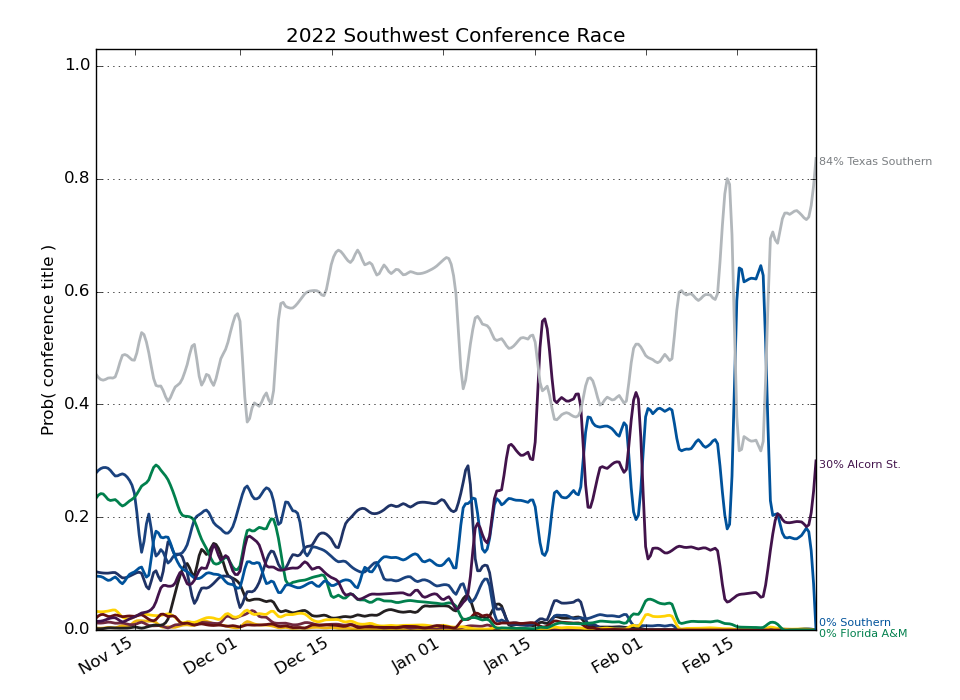 2022 Southwest Conference Race
Prob( conference title )
1.0
0.8
0.6
0.4
0.2
0.0
84% Texas Southern
30% Alcorn St.
0% Southern
0% Florida A&M
Nov 15
Dec 01
Dec 15
Jan 01
Jan 15
Feb 01
Feb 15